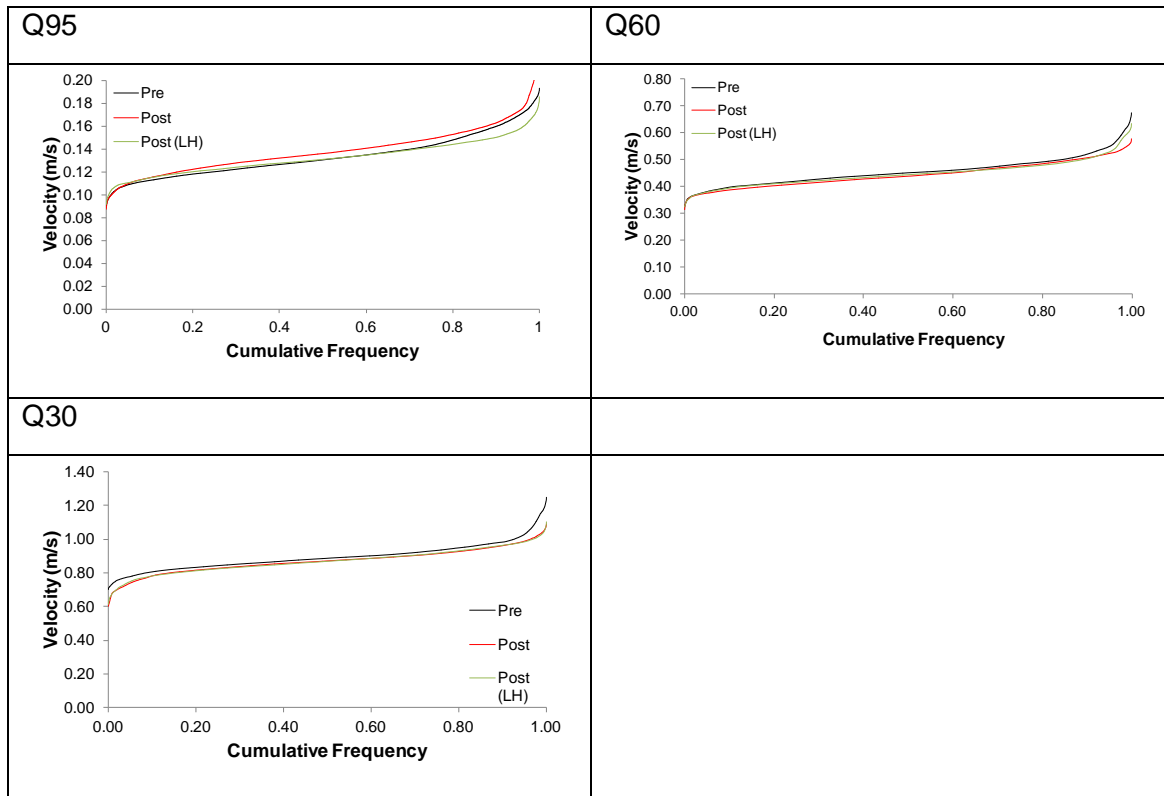 Q95
Q60
0.20
0.18
0.16
0.14
0.12
0.10
0.08
0.06
0.04
0.02
0.00
Velocity (m/s)
Pre
Post
Post (LH)
0
0.2
0.4
0.6
0.8
1
Cumulative Frequency
0.80
0.70
0.60
0.50
0.40
0.30
0.20
0.10
0.00
Velocity (m/s)
Pre
Post
Post (LH)
0.00
0.20
0.40
0.60
0.80
1.00
Cumulative Frequency
Q30
1.40
1.20
1.00
0.80
0.60
0.40
0.20
0.00
Velocity (m/s)
Pre
Post
Post
(LH)
0.00
0.20
0.40
0.60
0.80
1.00
Cumulative Frequency